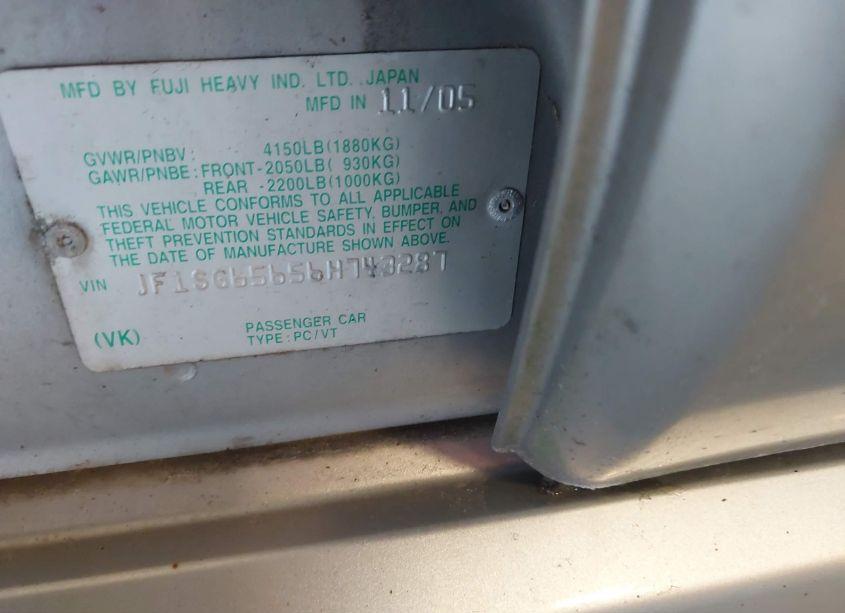 MFD BY FUJI HEAVY IND. LTD. JAPAN
MFD IN 11/05
GVWR/PNBV: 4150LB(1880KG)
GAWR/PNBE: FRONT-2050LB( 930KG)
REAR -2200LB(1000KG)
THIS VEHICLE CONFORMS TO ALL APPLICABLE
FEDERAL MOTOR VEHICLE SAFETY, BUMPER, AND
THEFT PREVENTION STANDARDS IN EFFECT ON
THE DATE OF MANUFACTURE SHOWN ABOVE.
VIN JF1SG65656H743287
(VK) PASSENGER CAR
TYPE: PC/VT